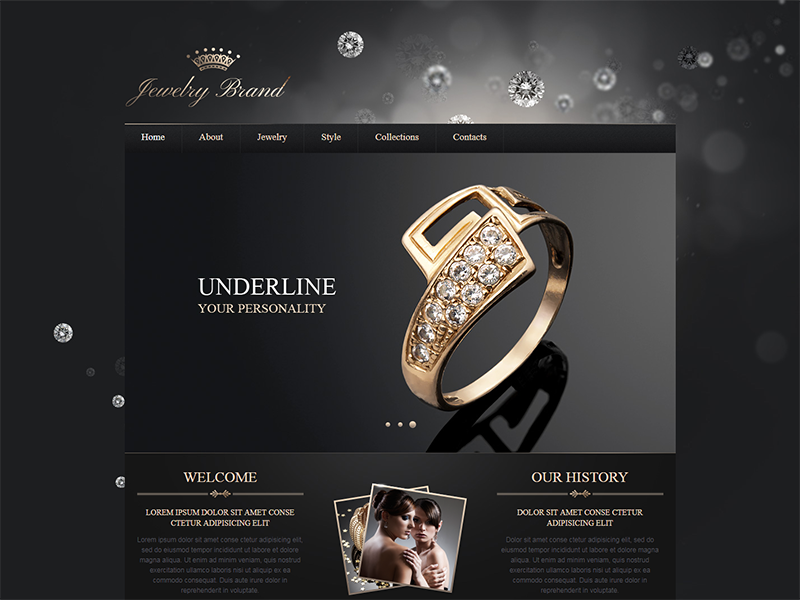 Jewelry Brand
Home About Jewelry Style Collections Contacts
UNDERLINE
YOUR PERSONALITY
WELCOME
LOREM IPSUM DOLOR SIT AMET CONSE
CTETUR ADIPISICING ELIT
Lorem ipsum dolor sit amet, consectetur adipisicing elit,
sed do eiusmod tempor incididunt ut labore et dolore
magna aliqua. Ut enim ad minim veniam, quis nostrud
exercitation ullamco laboris nisi ut aliquip ex ea
commodo consequat. Duis aute irure dolor in
reprehenderit in voluptate.
OUR HISTORY
DOLOR SIT AMET CONSE CTETUR
ADIPISICING ELIT
Duis aute irure dolor sit amet, consectetur adipisicing elit,
sed do eiusmod tempor incididunt ut labore et dolore
magna aliqua. Ut enim ad minim veniam, quis nostrud
exercitation ullamco laboris nisi ut aliquip ex ea
commodo consequat. Duis aute irure dolor in
reprehenderit in voluptate.